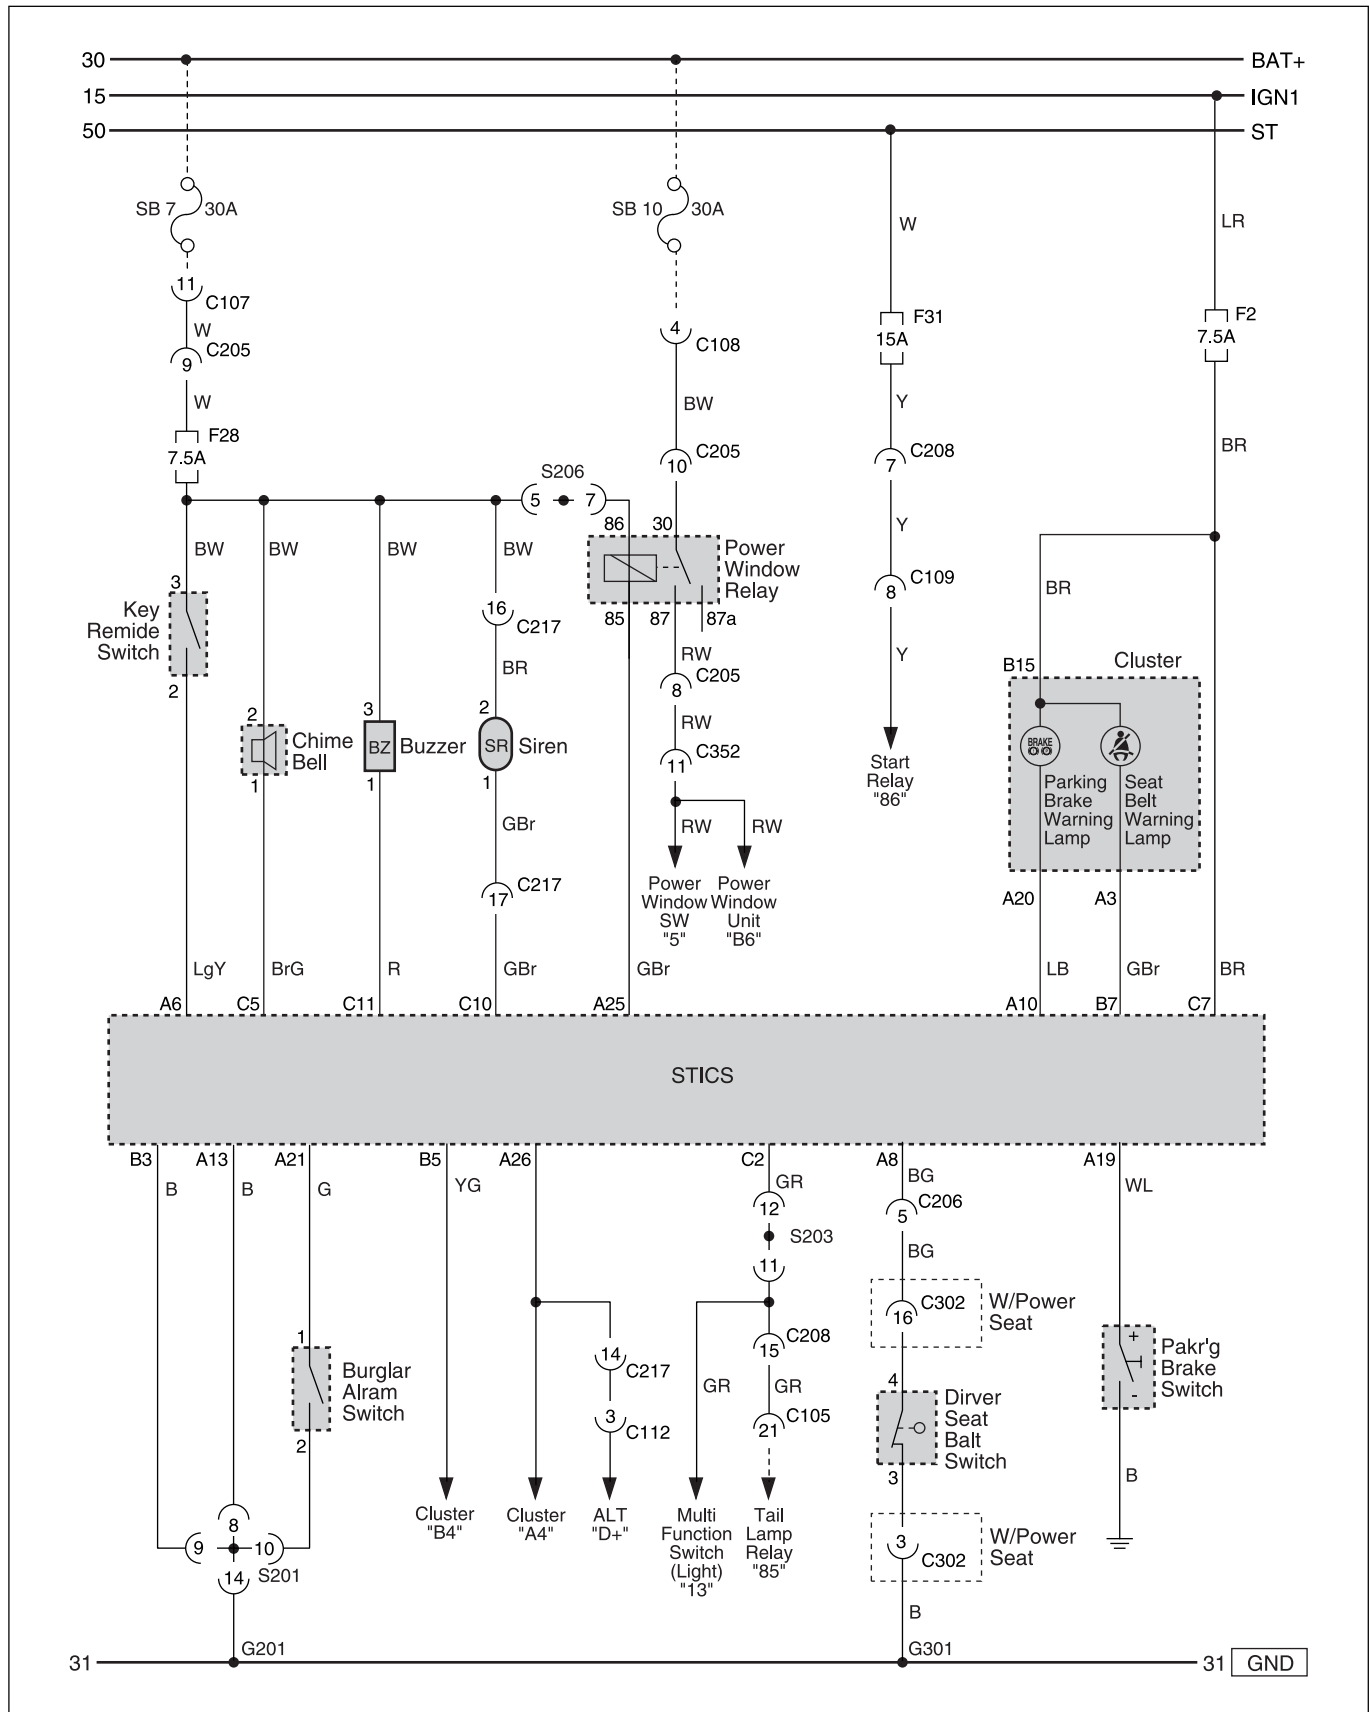 30 BAT+
15 IGN1
50 ST
SB 7 30A
SB 10 30A
W
LR
11
C107
W
C205
9
W
F28
7.5A
4
C108
BW
C205
10
F31
15A
Y
C208
7
Y
C109
8
Y
Start
Relay
"86"
F2
7.5A
BR
S206
5 7
86 30
Power
Window
Relay
85 87 87a
BW BW BW BW
3
Key
Remide
Switch
2
16
C217
BR
2
Chime
Bell
1
3
BZ Buzzer
1
2
SR Siren
1
GBr
C217
17
RW
C205
8
RW
C352
11
RW RW
Power
Window
SW
"5"
Power
Window
Unit
"B6"
BR
B15 Cluster
BRAKE
Parking
Brake
Warning
Lamp
Seat
Belt
Warning
Lamp
A20 A3
LgY BrG R GBr GBr LB GBr BR
A6 C5 C11 C10 A25 A10 B7 C7
STICS
B3 A13 A21 B5 A26 C2 A8 A19
B B G YG GR BG WL
12
S203
11
C206
5
BG
C302
16
W/Power
Seat
1
Burglar
Alram
Switch
2
14
C217
3
C112
GR
C208
15
GR
C105
21
4
Dirver
Seat
Balt
Switch
3
+
Pakr'g
Brake
Switch
-
B
Cluster
"B4"
Cluster
"A4"
ALT
"D+"
Multi
Function
Switch
(Light)
"13"
Tail
Lamp
Relay
"85"
3
C302
W/Power
Seat
8
9 10
S201
14
B
G201 G301
31 31 GND